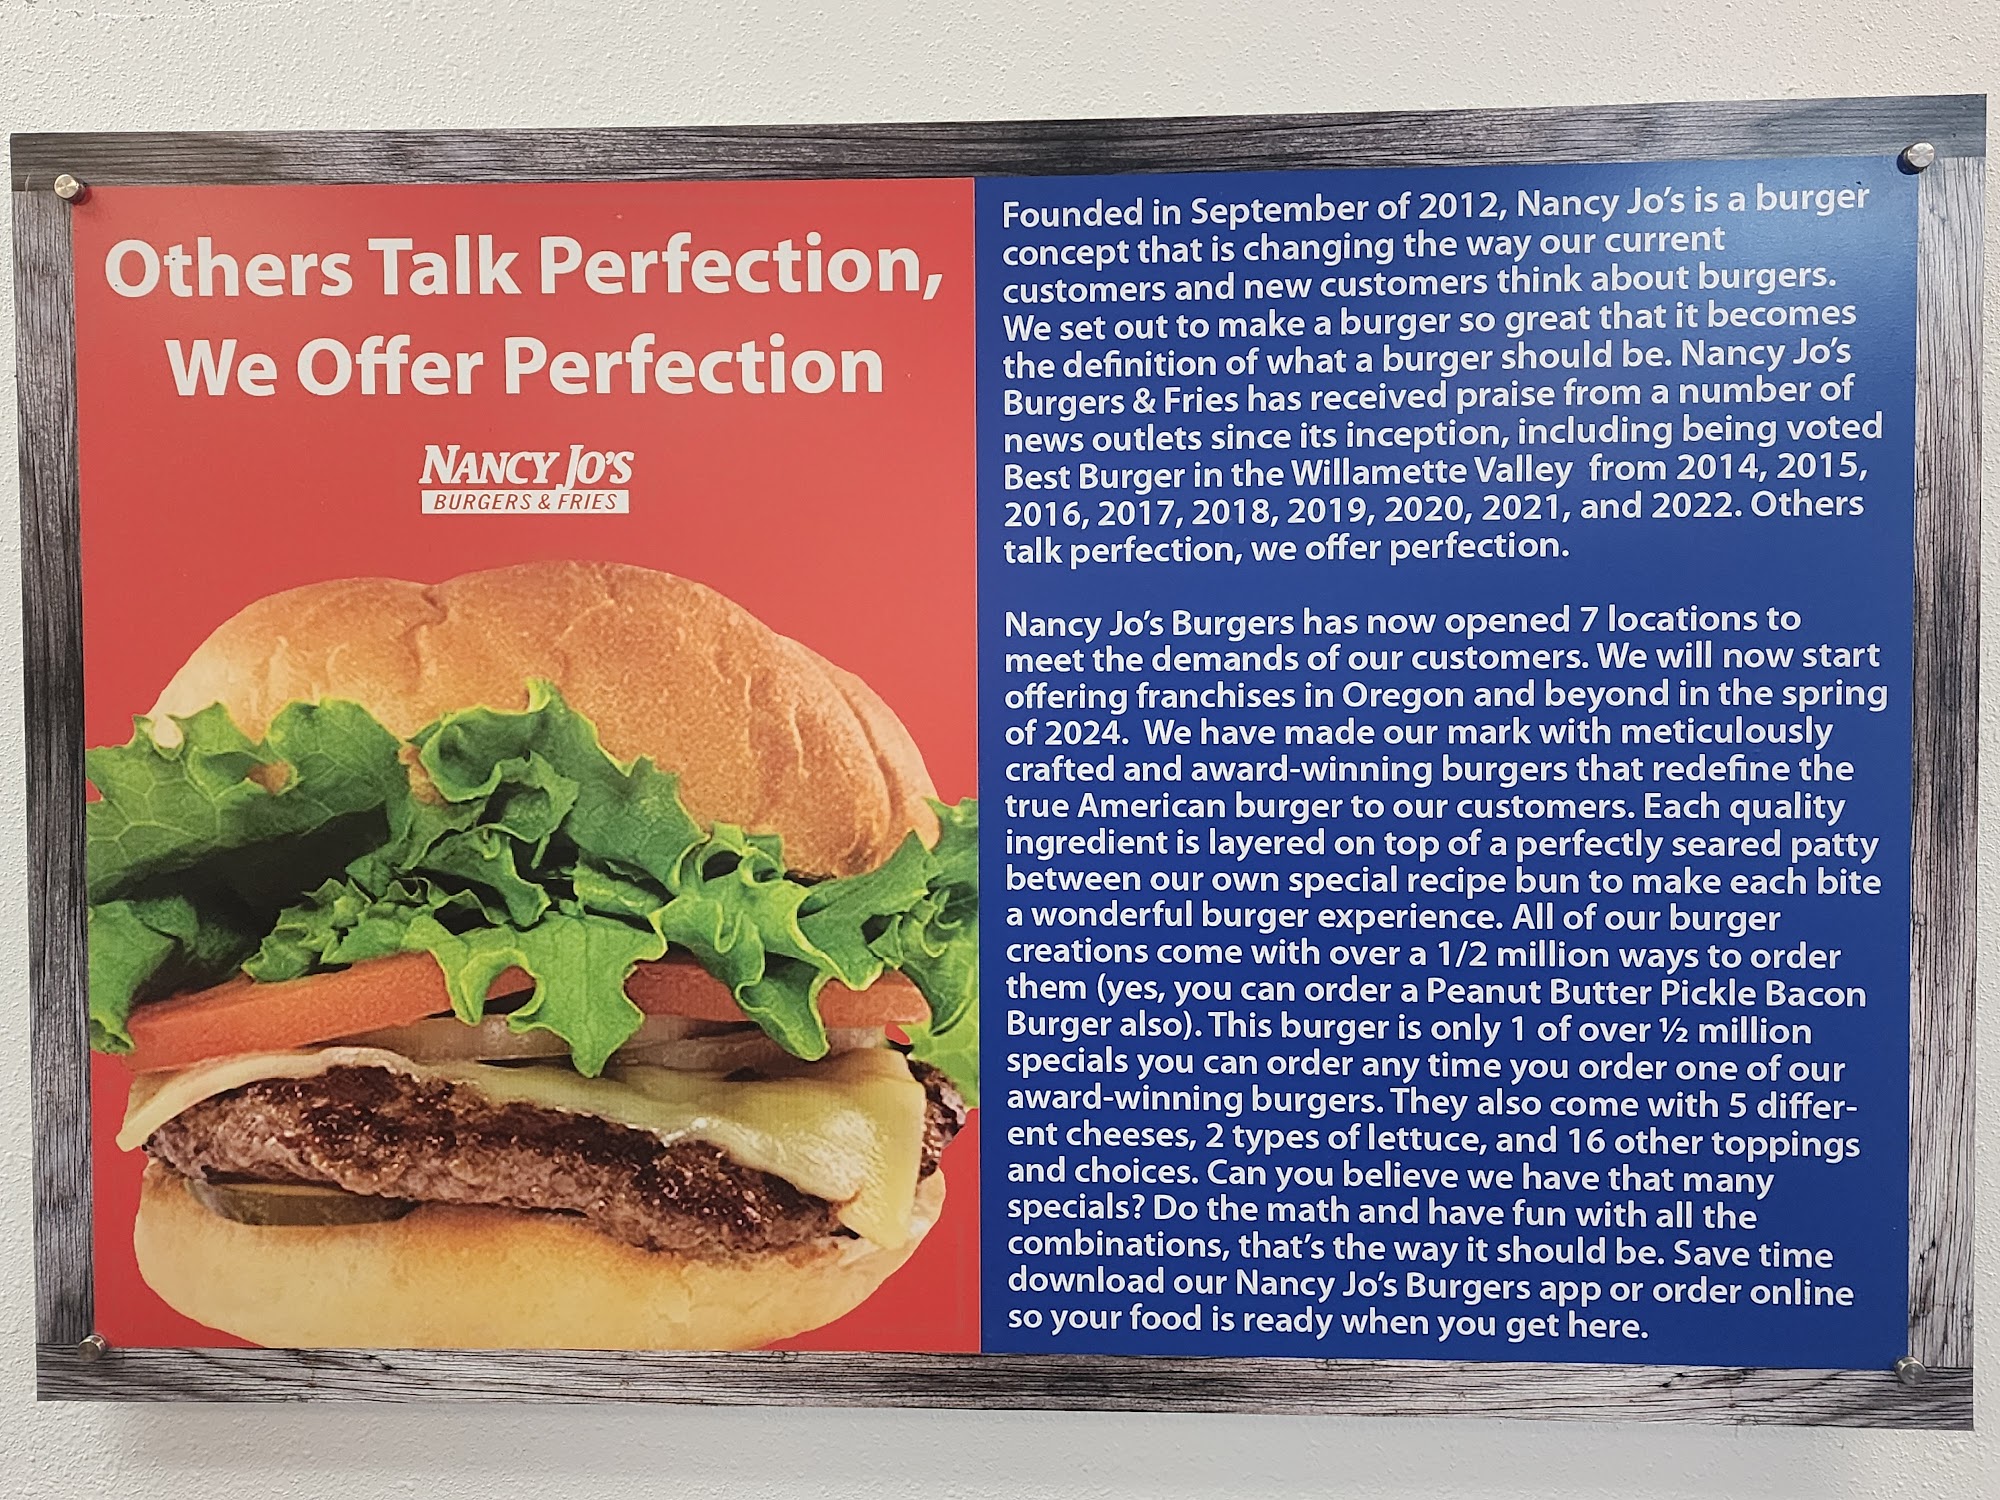 Others Talk Perfection,
We Offer Perfection
NANCY JO'S
BURGERS & FRIES
Founded in September of 2012, Nancy Jo's is a burger
concept that is changing the way our current
customers and new customers think about burgers.
We set out to make a burger so great that it becomes
the definition of what a burger should be. Nancy Jo's
Burgers & Fries has received praise from a number of
news outlets since its inception, including being voted
Best Burger in the Willamette Valley from 2014, 2015,
2016, 2017, 2018, 2019, 2020, 2021, and 2022. Others
talk perfection, we offer perfection.
Nancy Jo's Burgers has now opened 7 locations to
meet the demands of our customers. We will now start
offering franchises in Oregon and beyond in the spring
of 2024. We have made our mark with meticulously
crafted and award-winning burgers that redefine the
true American burger to our customers. Each quality
ingredient is layered on top of a perfectly seared patty
between our own special recipe bun to make each bite
a wonderful burger experience. All of our burger
creations come with over a 1/2 million ways to order
them (yes, you can order a Peanut Butter Pickle Bacon
Burger also). This burger is only 1 of over ½ million
specials you can order any time you order one of our
award-winning burgers. They also come with 5 differ-
ent cheeses, 2 types of lettuce, and 16 other toppings
and choices. Can you believe we have that many
specials? Do the math and have fun with all the
combinations, that's the way it should be. Save time
download our Nancy Jo's Burgers app or order online
so your food is ready when you get here.